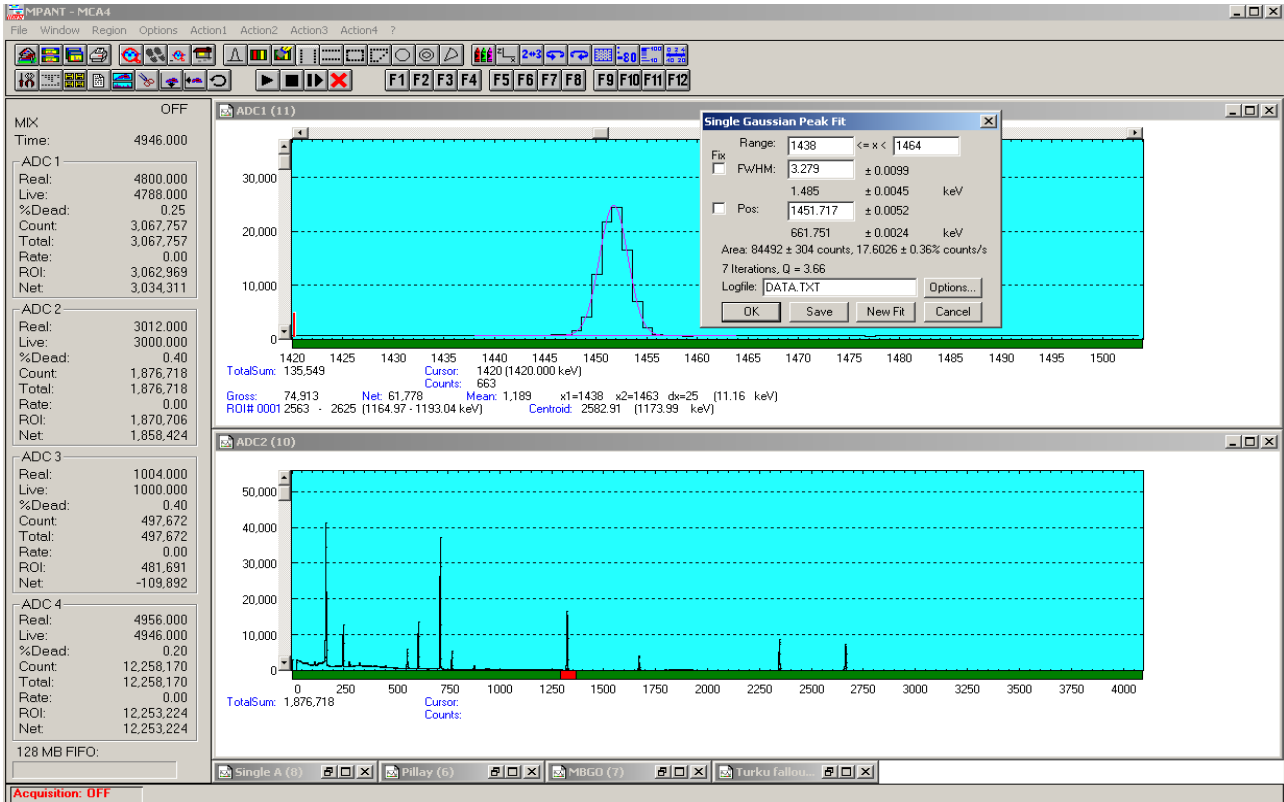 MPANT - MCA4
File Window Region Options Action1 Action2 Action3 Action4 ?
F1 F2 F3 F4 F5 F6 F7 F8 F9 F10 F11 F12
OFF
MIX
Time: 4946.000
ADC 1
Real: 4800.000
Live: 4788.000
%Dead: 0.25
Count: 3,067,757
Total: 3,067,757
Rate: 0.00
ROI: 3,062,969
Net: 3,034,311
ADC 2
Real: 3012.000
Live: 3000.000
%Dead: 0.40
Count: 1,876,718
Total: 1,876,718
Rate: 0.00
ROI: 1,870,706
Net: 1,858,424
ADC 3
Real: 1004.000
Live: 1000.000
%Dead: 0.40
Count: 497,672
Total: 497,672
Rate: 0.00
ROI: 481,691
Net: -109,892
ADC 4
Real: 4956.000
Live: 4946.000
%Dead: 0.20
Count: 12,258,170
Total: 12,258,170
Rate: 0.00
ROI: 12,253,224
Net: 12,253,224
128 MB FIFO:
ADC1 (11)
30,000
20,000
10,000
0
1420 1425 1430 1435 1440 1445 1450 1455 1460 1465 1470 1475 1480 1485 1490 1495 1500
TotalSum: 135,549 Cursor: 1420 (1420.000 keV)
Counts: 663
Gross: 74,913 Net: 61,778 Mean: 1,189 x1=1438 x2=1463 dx=25 (11.16 keV)
ROI# 0001 2563 - 2625 (1164.97 - 1193.04 keV) Centroid: 2582.91 (1173.99 keV)
Single Gaussian Peak Fit
Range: 1438 <= x < 1464
Fix
FWHM: 3.279 ± 0.0099
1.485 ± 0.0045 keV
Pos: 1451.717 ± 0.0052
661.751 ± 0.0024 keV
Area: 84492 ± 304 counts, 17.6026 ± 0.36% counts/s
7 Iterations, Q = 3.66
Logfile: DATA.TXT Options...
OK Save New Fit Cancel
ADC2 (10)
50,000
40,000
30,000
20,000
10,000
0
0 250 500 750 1000 1250 1500 1750 2000 2250 2500 2750 3000 3250 3500 3750 4000
TotalSum: 1,876,718 Cursor:
Counts:
Single A (8) Pillay (6) MBGO (7) Turku fallou...
Acquisition: OFF